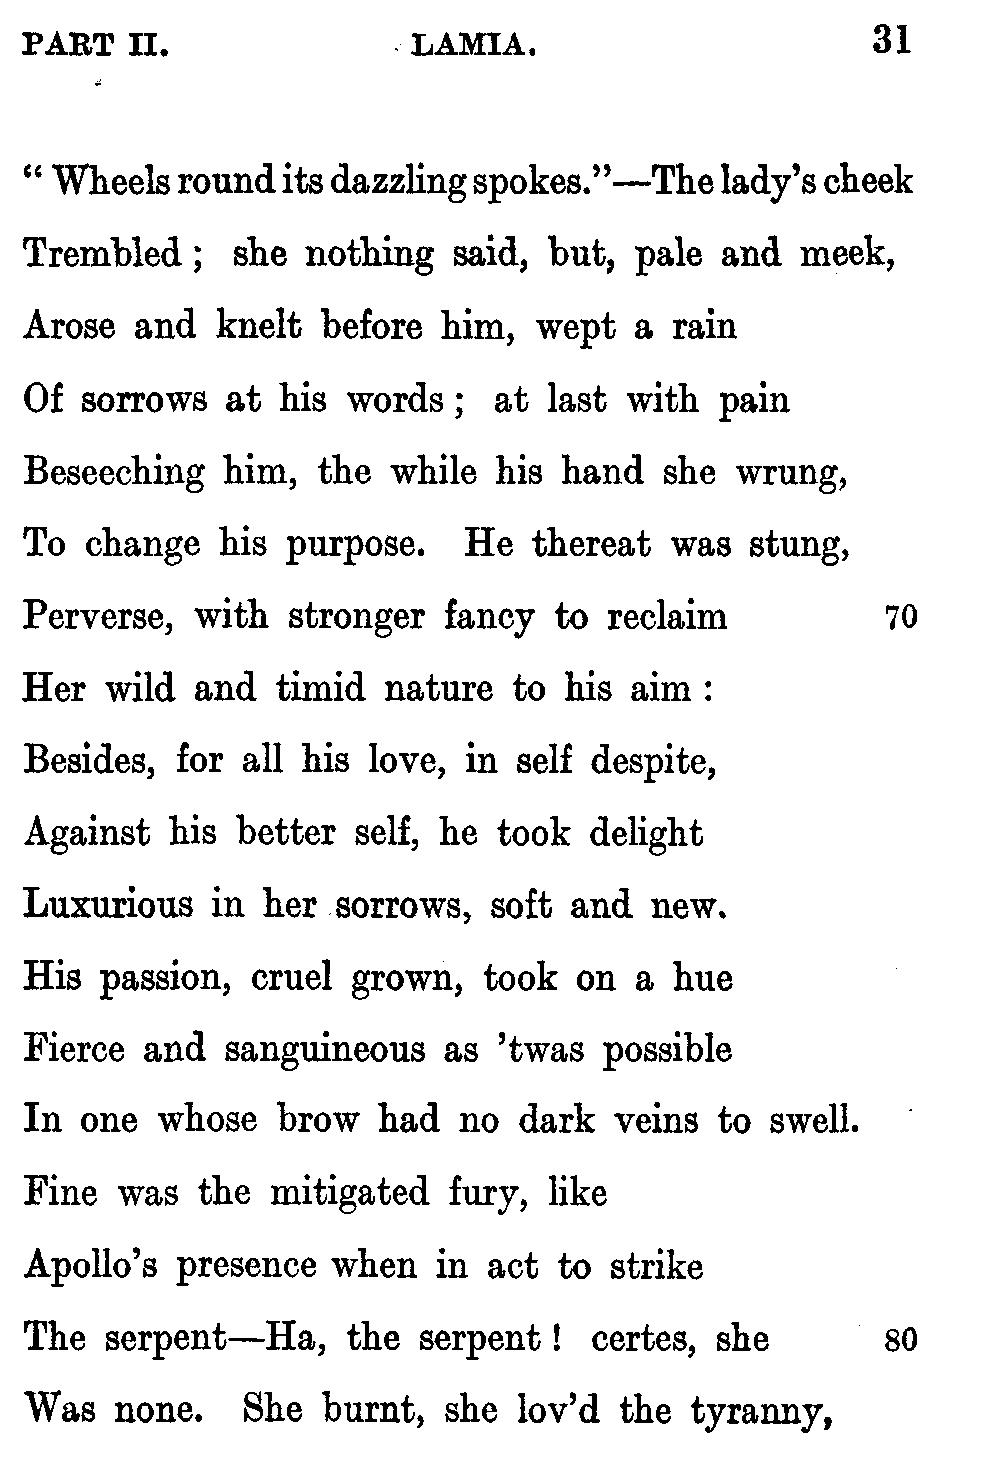 PART II. LAMIA. 31
“ Wheels round its dazzling spokes.”—The lady’s cheek
Trembled ; she nothing said, but, pale and meek,
Arose and knelt before him, wept a rain
Of sorrows at his words ; at last with pain
Beseeching him, the while his hand she wrung,
To change his purpose. He thereat was stung,
Perverse, with stronger fancy to reclaim 70
Her wild and timid nature to his aim :
Besides, for all his love, in self despite,
Against his better self, he took delight
Luxurious in her sorrows, soft and new.
His passion, cruel grown, took on a hue
Fierce and sanguineous as ’twas possible
In one whose brow had no dark veins to swell.
Fine was the mitigated fury, like
Apollo’s presence when in act to strike
The serpent—Ha, the serpent ! certes, she 80
Was none. She burnt, she lov’d the tyranny,